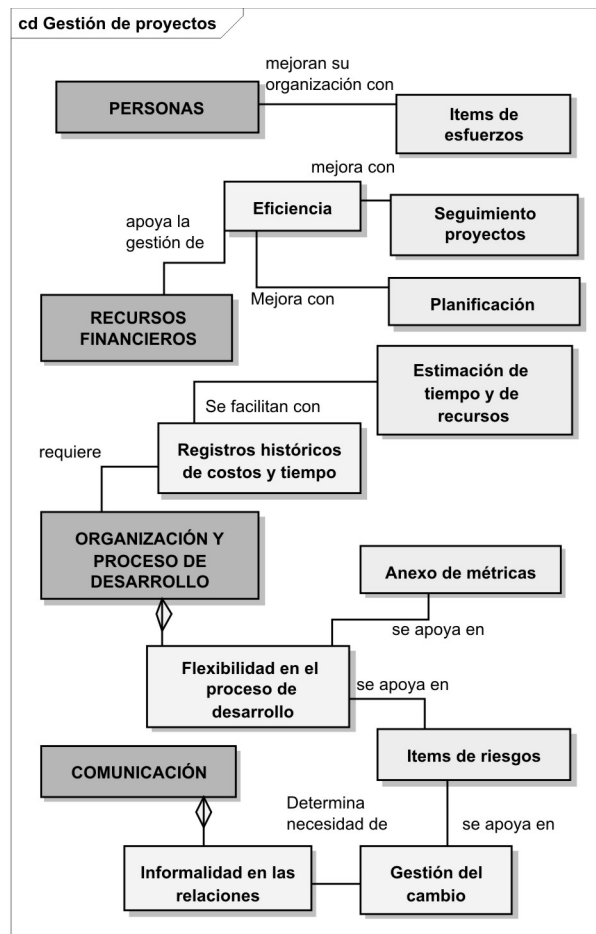 cd Gestión de proyectos
mejoran su
organización con
PERSONAS
Items de
esfuerzos
mejora con
Eficiencia
Seguimiento
proyectos
apoya la
gestión de
Mejora con
Planificación
RECURSOS
FINANCIEROS
Estimación de
tiempo y de
recursos
Se facilitan con
Registros históricos
de costos y tiempo
requiere
ORGANIZACIÓN Y
PROCESO DE
DESARROLLO
Anexo de métricas
se apoya en
Flexibilidad en el
proceso de
desarrollo
se apoya en
Items de riesgos
COMUNICACIÓN
Determina
necesidad de
se apoya en
Informalidad en las
relaciones
Gestión del
cambio